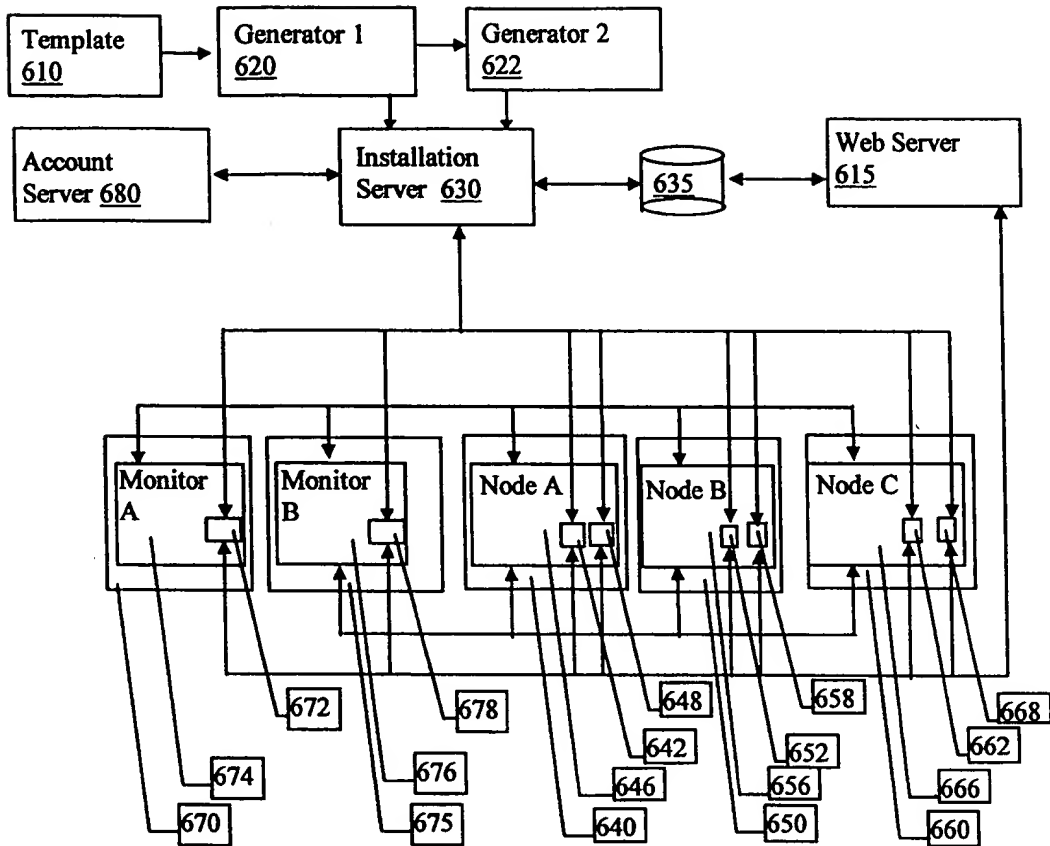 Template
610
Generator 1
620
Generator 2
622
Account
Server 680
Installation
Server 630
635
Web Server
615
Monitor
A
Monitor
B
Node A
Node B
Node C
672
678
648
658
668
642
652
662
674
676
646
656
666
670
675
640
650
660